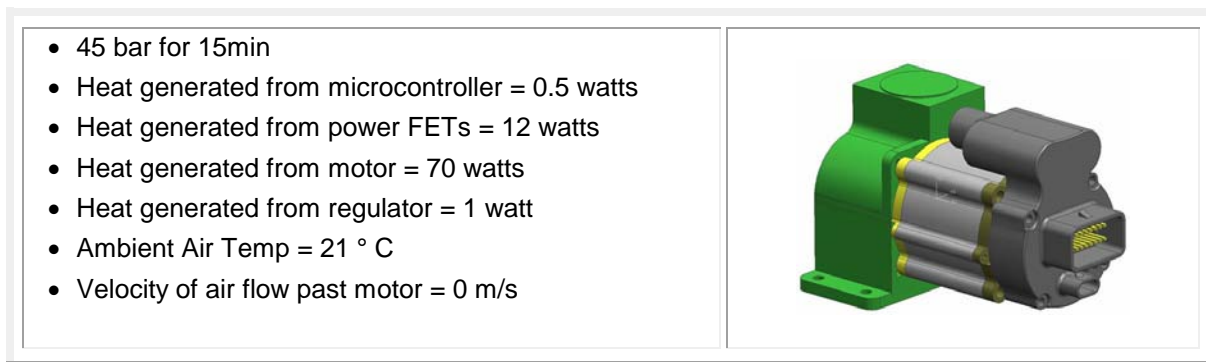 • 45 bar for 15min
• Heat generated from microcontroller = 0.5 watts
• Heat generated from power FETs = 12 watts
• Heat generated from motor = 70 watts
• Heat generated from regulator = 1 watt
• Ambient Air Temp = 21 ° C
• Velocity of air flow past motor = 0 m/s